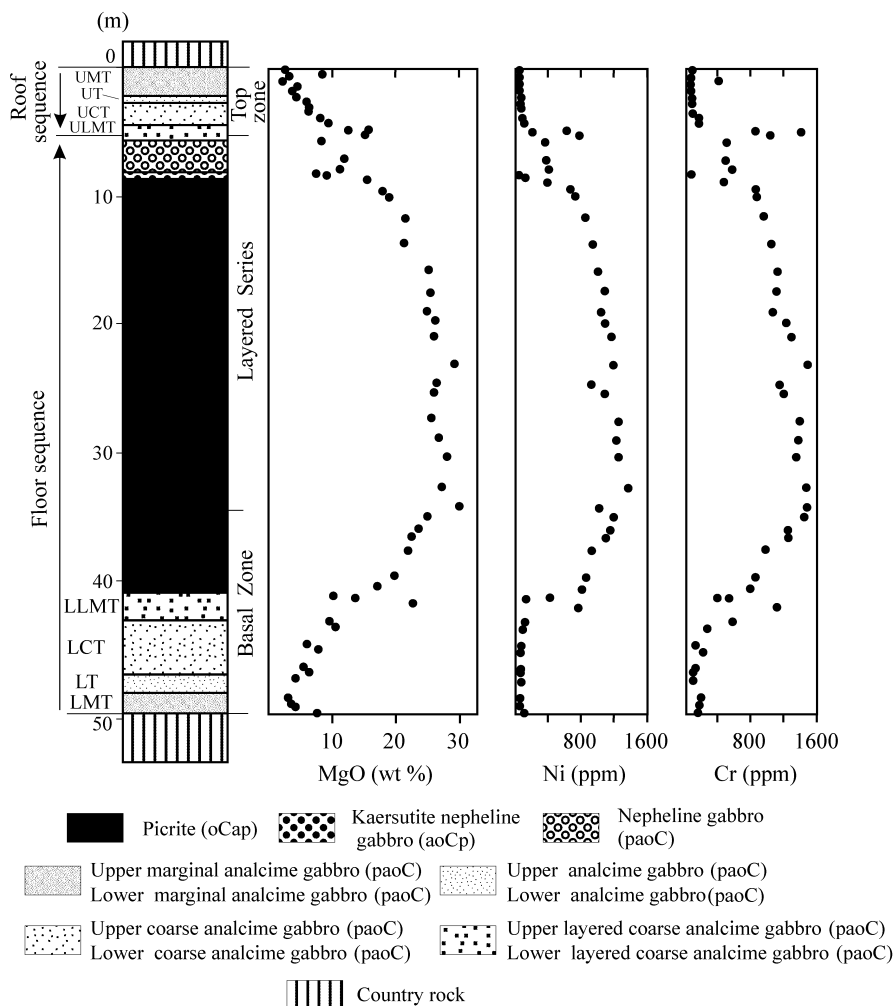 (m)
0
10
20
30
40
50
Roof
sequence
Floor sequence
UMT
UT
UCT
ULMT
LLMT
LCT
LT
LMT
Top
zone
Layered Series
Basal Zone
10
20
30
MgO (wt %)
800
1600
Ni (ppm)
800
1600
Cr (ppm)
Picrite (oCap)
Kaersutite nepheline
gabbro (aoCp)
Nepheline gabbro
(paoC)
Upper marginal analcime gabbro (paoC)
Lower marginal analcime gabbro (paoC)
Upper analcime gabbro (paoC)
Lower analcime gabbro(paoC)
Upper coarse analcime gabbro (paoC)
Lower coarse analcime gabbro (paoC)
Upper layered coarse analcime gabbro (paoC)
Lower layered coarse analcime gabbro (paoC)
Country rock